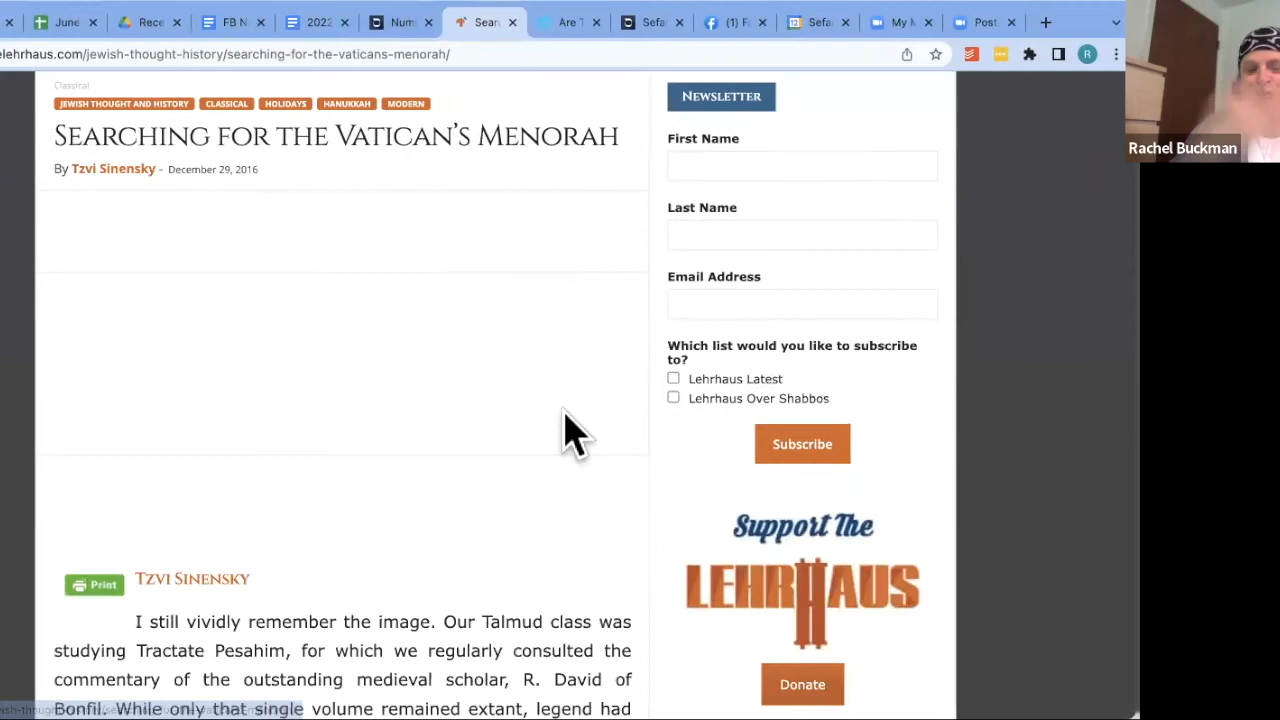 June
Rece
FB N
2022
Numl
Sear
Are T
Sefa
(1) Fa
Sefar
My M
Post
elehrhaus.com/jewish-thought-history/searching-for-the-vaticans-menorah/
R
Rachel Buckman
Classical
JEWISH THOUGHT AND HISTORY CLASSICAL HOLIDAYS HANUKKAH MODERN
SEARCHING FOR THE VATICAN'S MENORAH
By Tzvi Sinensky - December 29, 2016
Print
TZVI SINENSKY
I still vividly remember the image. Our Talmud class was
studying Tractate Pesahim, for which we regularly consulted the
commentary of the outstanding medieval scholar, R. David of
Bonfil. While only that single volume remained extant, legend had
NEWSLETTER
First Name
Last Name
Email Address
Which list would you like to subscribe
to?
Lehrhaus Latest
Lehrhaus Over Shabbos
Subscribe
Support The
LEHRHAUS
Donate